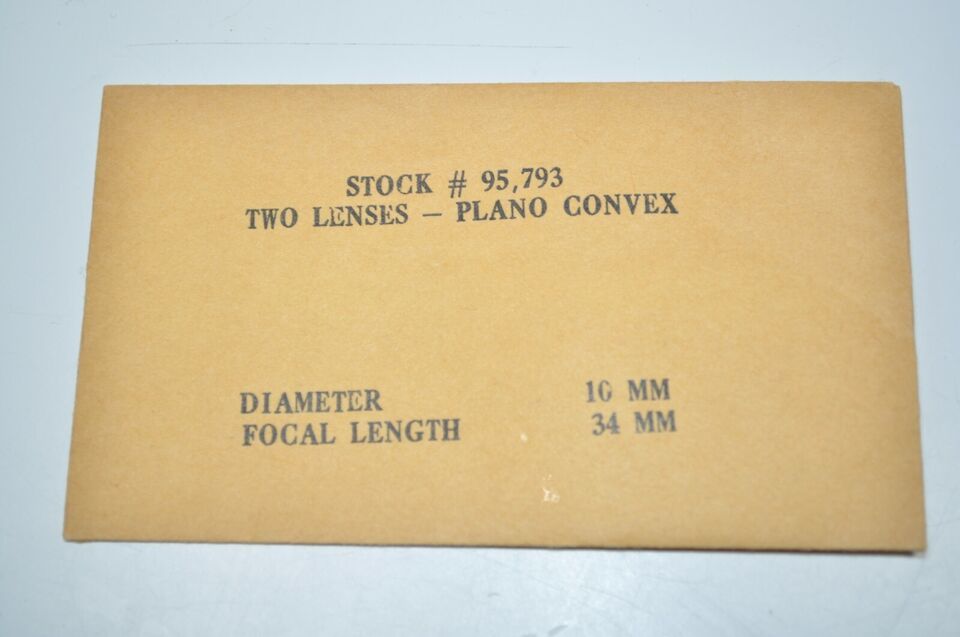 STOCK # 95,793
TWO LENSES — PLANO CONVEX
DIAMETER 10 MM
FOCAL LENGTH 34 MM